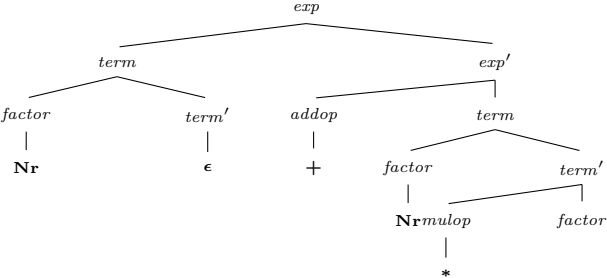 exp
term exp′
factor term′ addop term
Nr ϵ + factor term′
Nr mulop factor
*